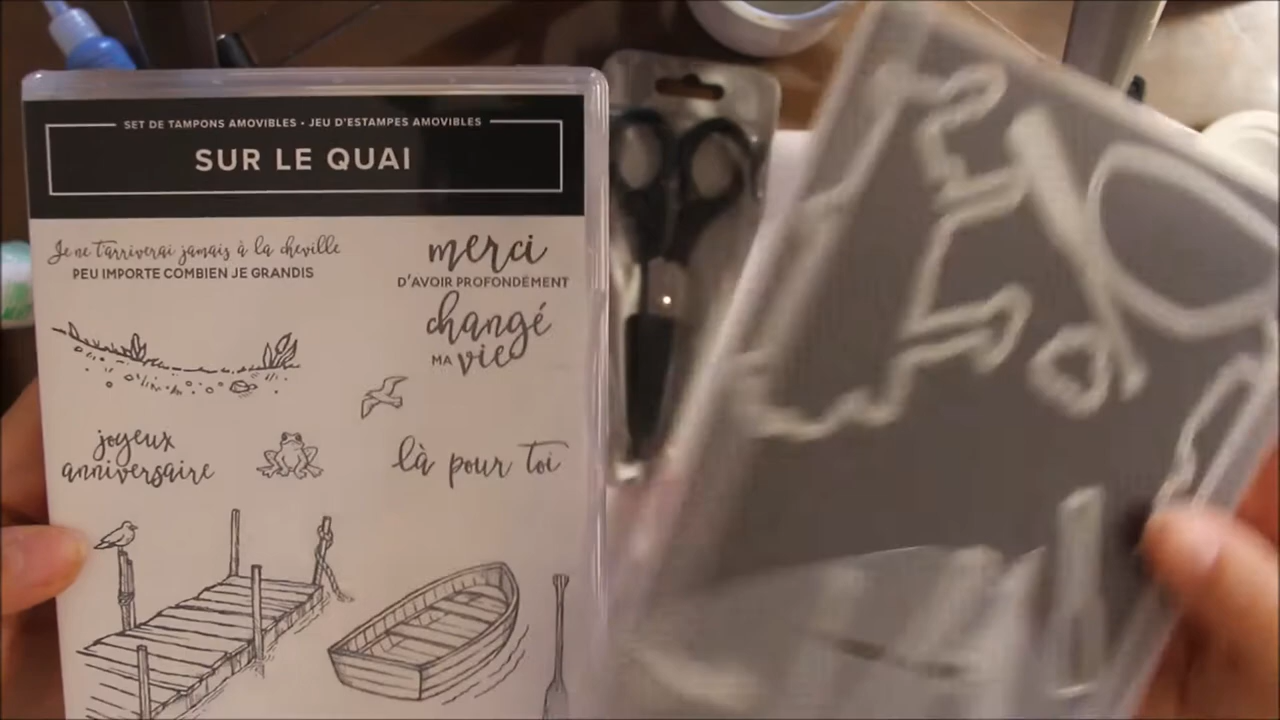 SET DE TAMPONS AMOVIBLES • JEU D'ESTAMPES AMOVIBLES
SUR LE QUAI
Je ne t'arriverai jamais à la cheville
PEU IMPORTE COMBIEN JE GRANDIS
merci
D'AVOIR PROFONDÉMENT
changé
MA vie
joyeux
anniversaire
là pour toi